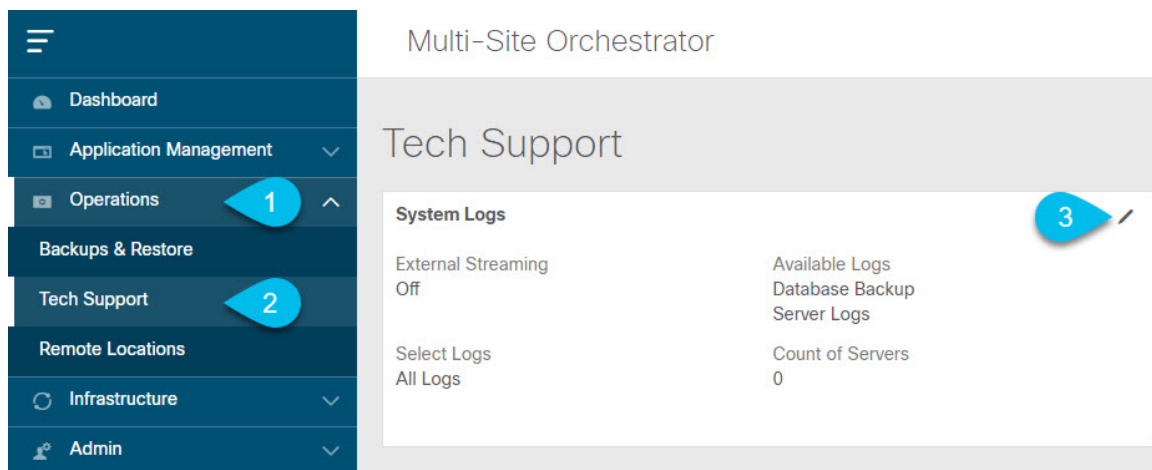 Multi-Site Orchestrator
Dashboard
Application Management
Operations
1
Backups & Restore
Tech Support
2
Remote Locations
Infrastructure
Admin
Tech Support
System Logs
3
External Streaming
Off
Available Logs
Database Backup
Server Logs
Select Logs
All Logs
Count of Servers
0